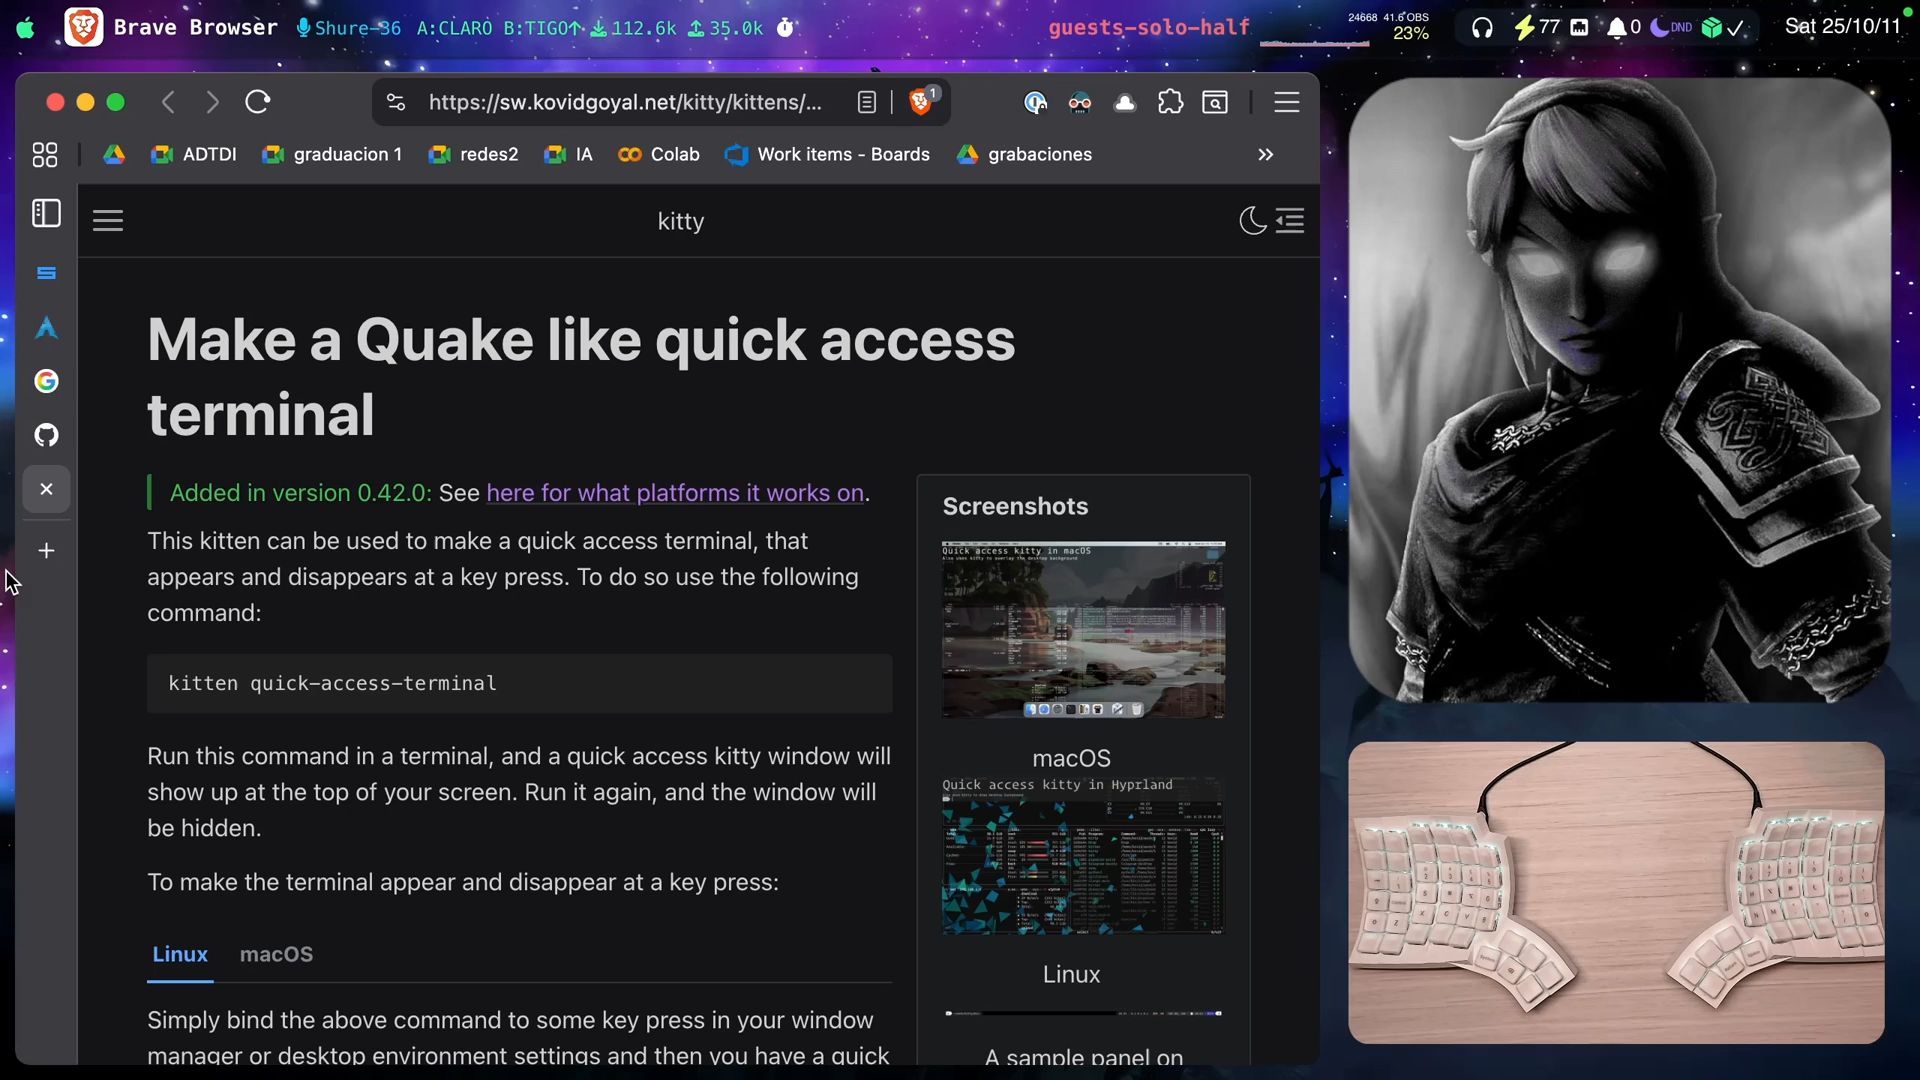 Brave Browser
Shure-36
A:CLARO B:TIGO↑
112.6k
35.0k
guests-solo-half
24668 41.6 OBS
23%
77
0
DND
Sat 25/10/11
https://sw.kovidgoyal.net/kitty/kittens/...
1
ADTDI
graduacion 1
redes2
IA
Colab
Work items - Boards
grabaciones
kitty
Make a Quake like quick access
terminal
Added in version 0.42.0: See here for what platforms it works on.
This kitten can be used to make a quick access terminal, that
appears and disappears at a key press. To do so use the following
command:
kitten quick-access-terminal
Run this command in a terminal, and a quick access kitty window will
show up at the top of your screen. Run it again, and the window will
be hidden.
To make the terminal appear and disappear at a key press:
Linux macOS
Simply bind the above command to some key press in your window
manager or desktop environment settings and then you have a quick
Screenshots
Quick access kitty in macOS
macOS
Quick access kitty in Hyprland
Linux
A sample panel on